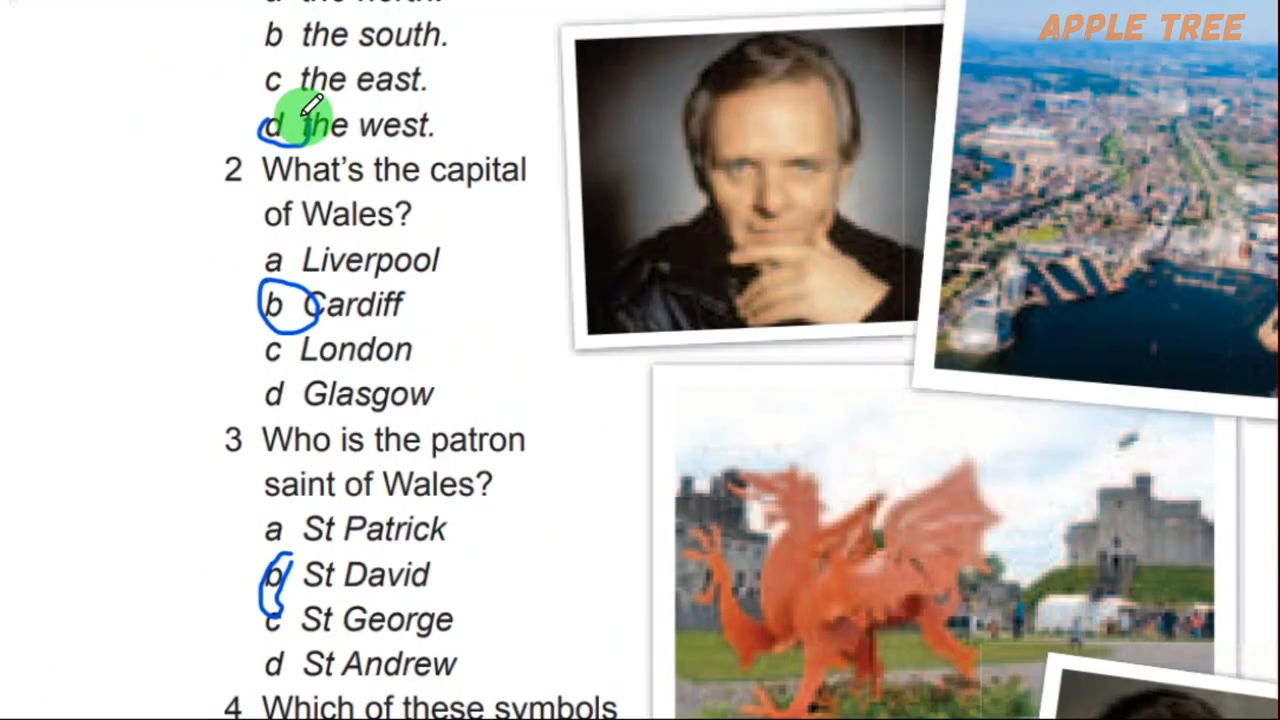 APPLE TREE
b the south.
c the east.
d the west.
2 What's the capital
of Wales?
a Liverpool
b Cardiff
c London
d Glasgow
3 Who is the patron
saint of Wales?
a St Patrick
b St David
c St George
d St Andrew
4 Which of these symbols